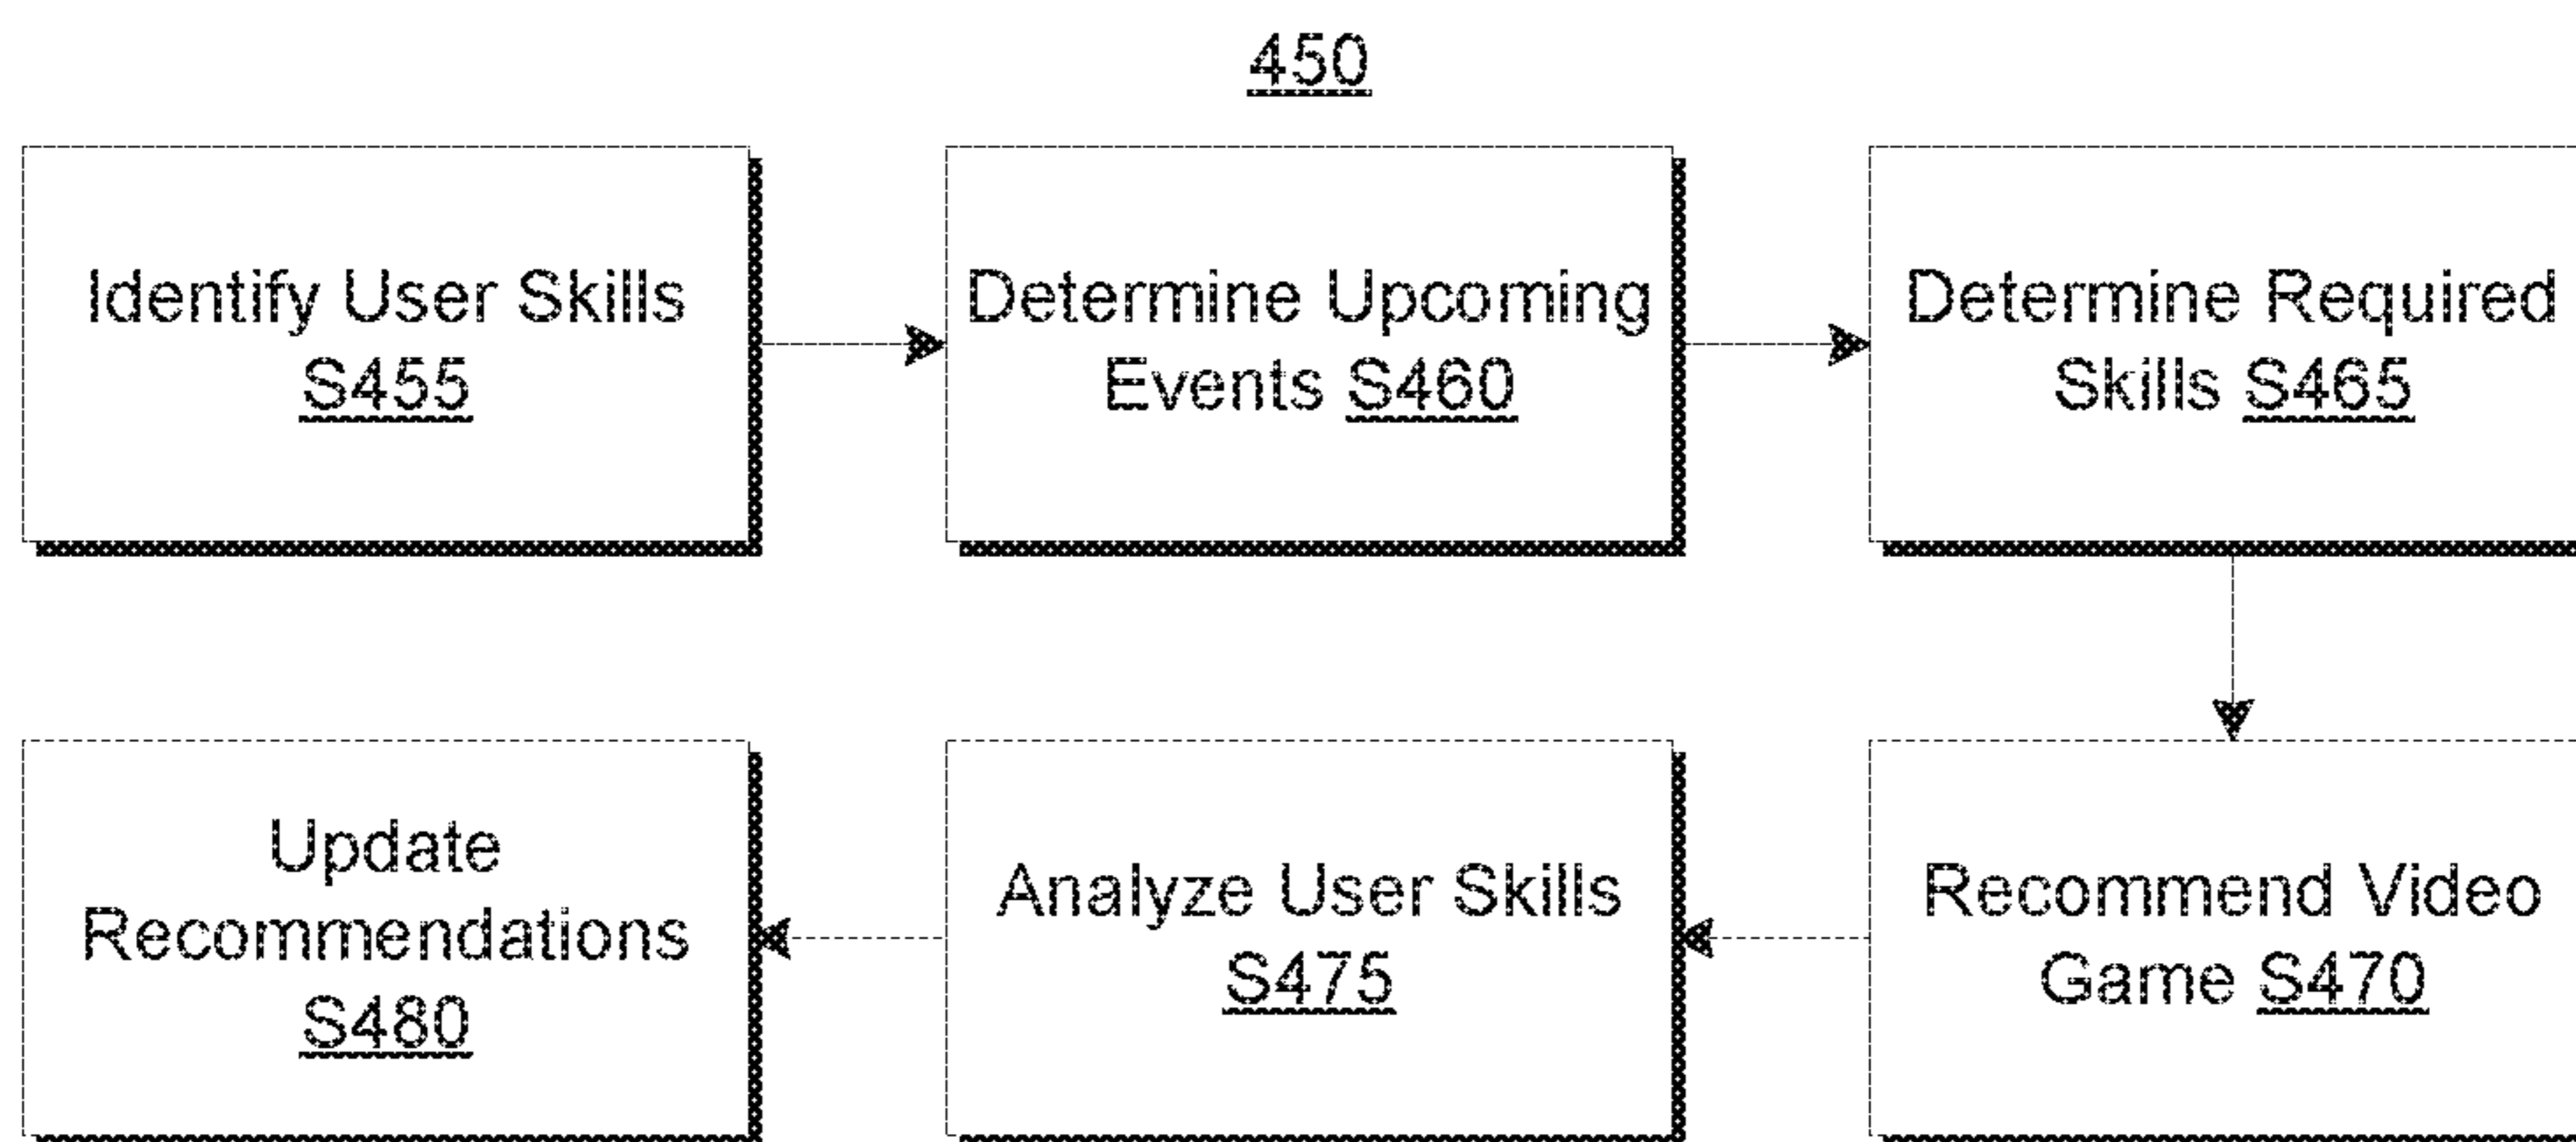 450
Identify User Skills
S455
Determine Upcoming
Events S460
Determine Required
Skills S465
Update
Recommendations
S480
Analyze User Skills
S475
Recommend Video
Game S470